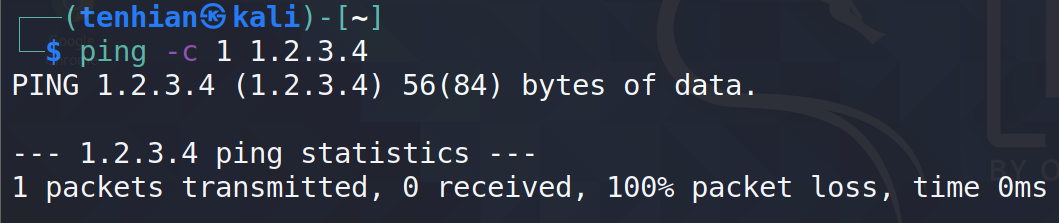 (tenhian㉿kali)-[~]
$ ping -c 1 1.2.3.4
PING 1.2.3.4 (1.2.3.4) 56(84) bytes of data.
--- 1.2.3.4 ping statistics ---
1 packets transmitted, 0 received, 100% packet loss, time 0ms
BY O